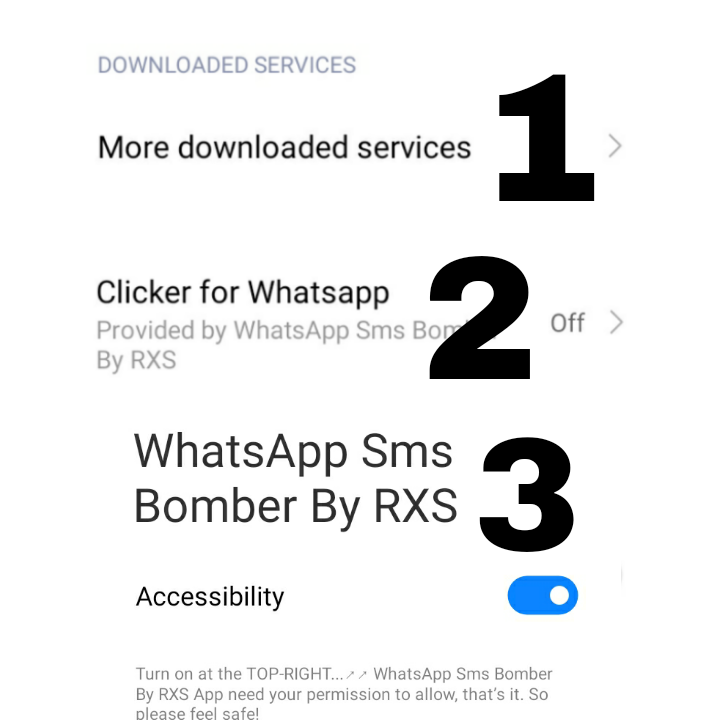 DOWNLOADED SERVICES
More downloaded services
1
Clicker for Whatsapp
2
Provided by WhatsApp Sms
Off
By RXS
WhatsApp Sms
3
Bomber By RXS
Accessibility
Turn on at the TOP-RIGHT...↗↗ WhatsApp Sms Bomber
By RXS App need your permission to allow, that's it. So
please feel safe!